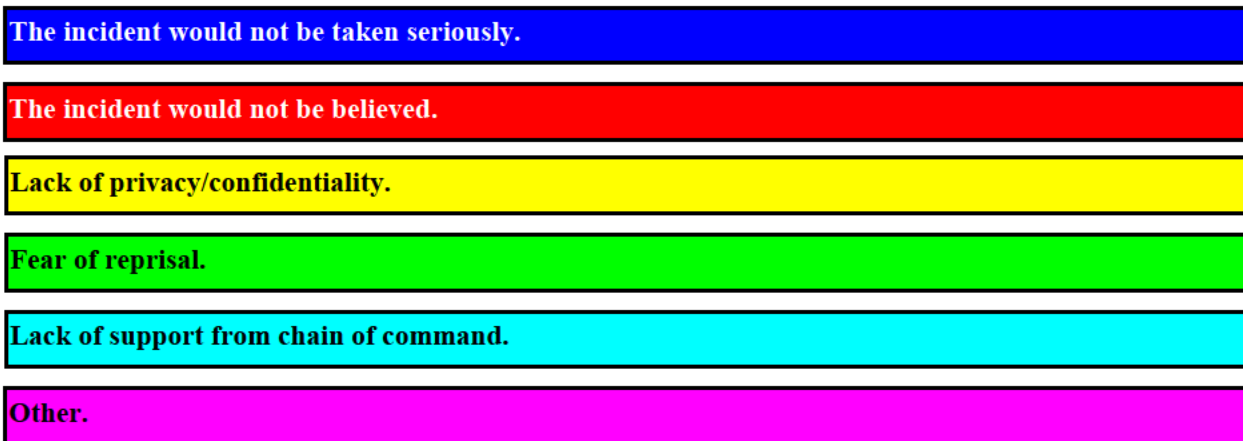 The incident would not be taken seriously.
The incident would not be believed.
Lack of privacy/confidentiality.
Fear of reprisal.
Lack of support from chain of command.
Other.